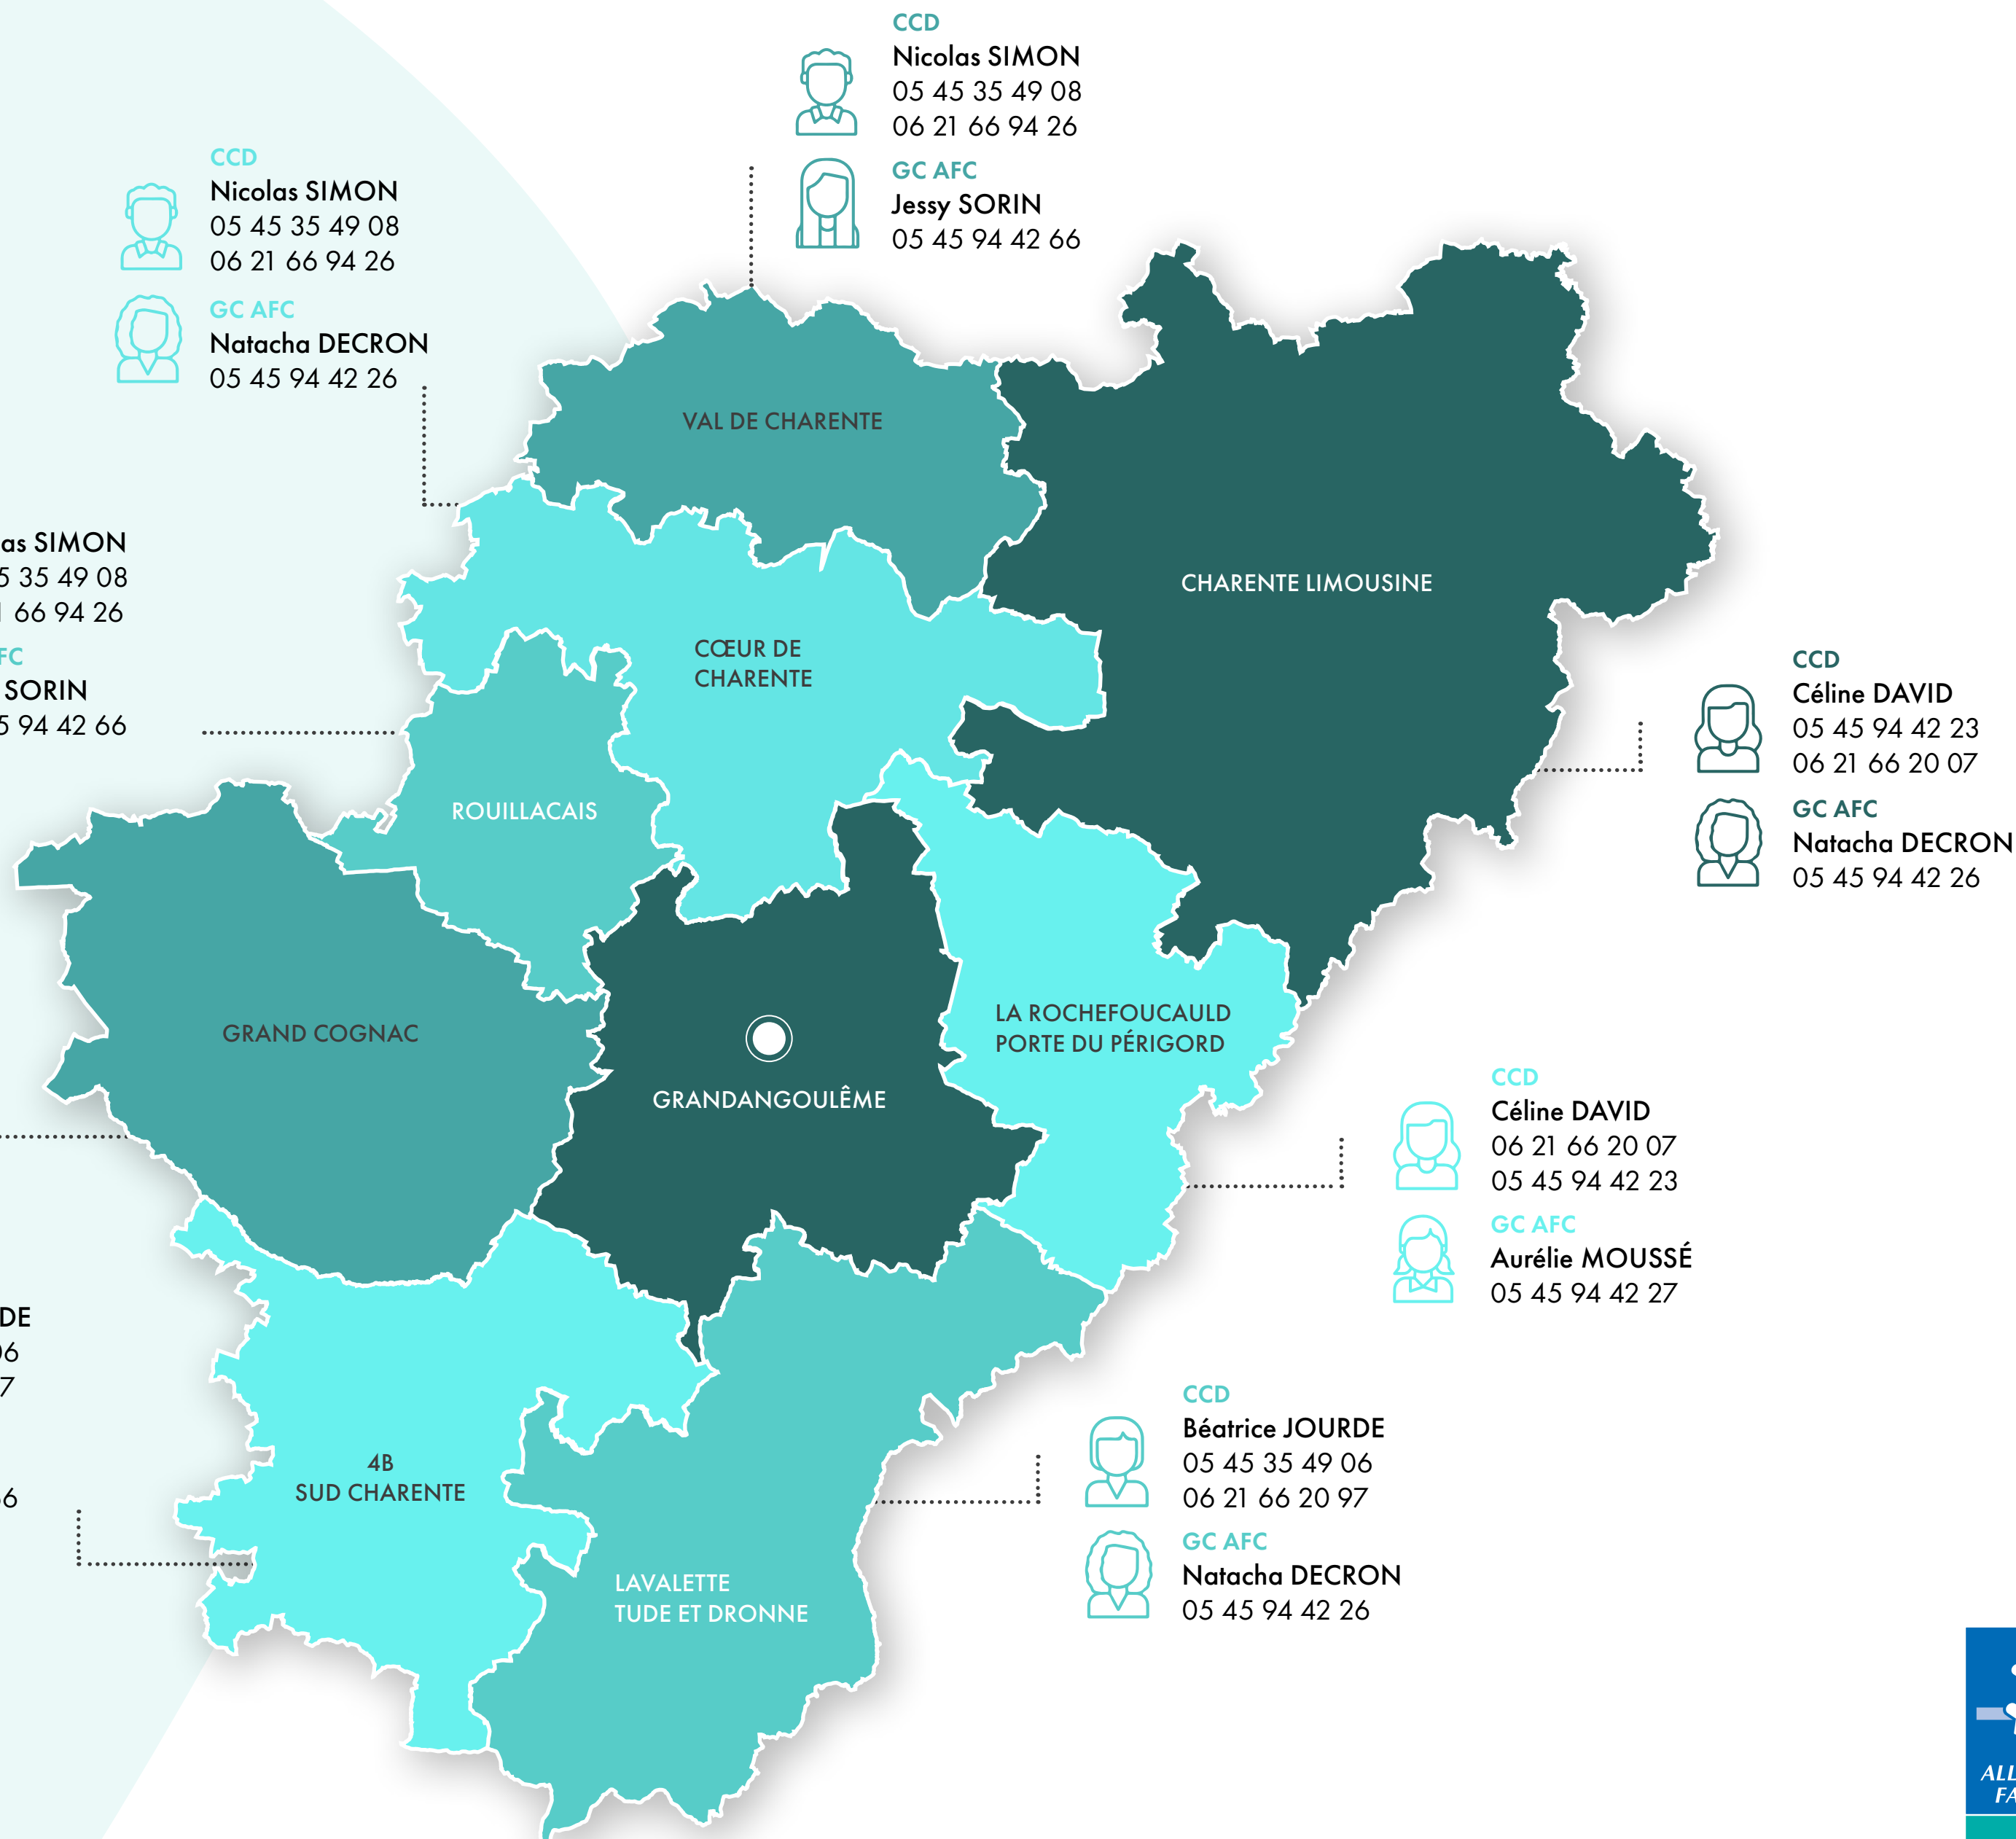 CCD
Nicolas SIMON
05 45 35 49 08
06 21 66 94 26
GC AFC
Jessy SORIN
05 45 94 42 66
CCD
Nicolas SIMON
05 45 35 49 08
06 21 66 94 26
GC AFC
Natacha DECRON
05 45 94 42 26
VAL DE CHARENTE
SIMON
35 49 08
66 94 26
SORIN
94 42 66
CHARENTE LIMOUSINE
CŒUR DE
CHARENTE
CCD
Céline DAVID
05 45 94 42 23
06 21 66 20 07
GC AFC
Natacha DECRON
05 45 94 42 26
ROUILLACAIS
GRAND COGNAC
LA ROCHEFOUCAULD
PORTE DU PÉRIGORD
GRANDANGOULÊME
CCD
Céline DAVID
06 21 66 20 07
05 45 94 42 23
GC AFC
Aurélie MOUSSÉ
05 45 94 42 27
DE
CCD
Béatrice JOURDE
05 45 35 49 06
06 21 66 20 97
GC AFC
Natacha DECRON
05 45 94 42 26
4B
SUD CHARENTE
LAVALETTE
TUDE ET DRONNE
ALL
FA